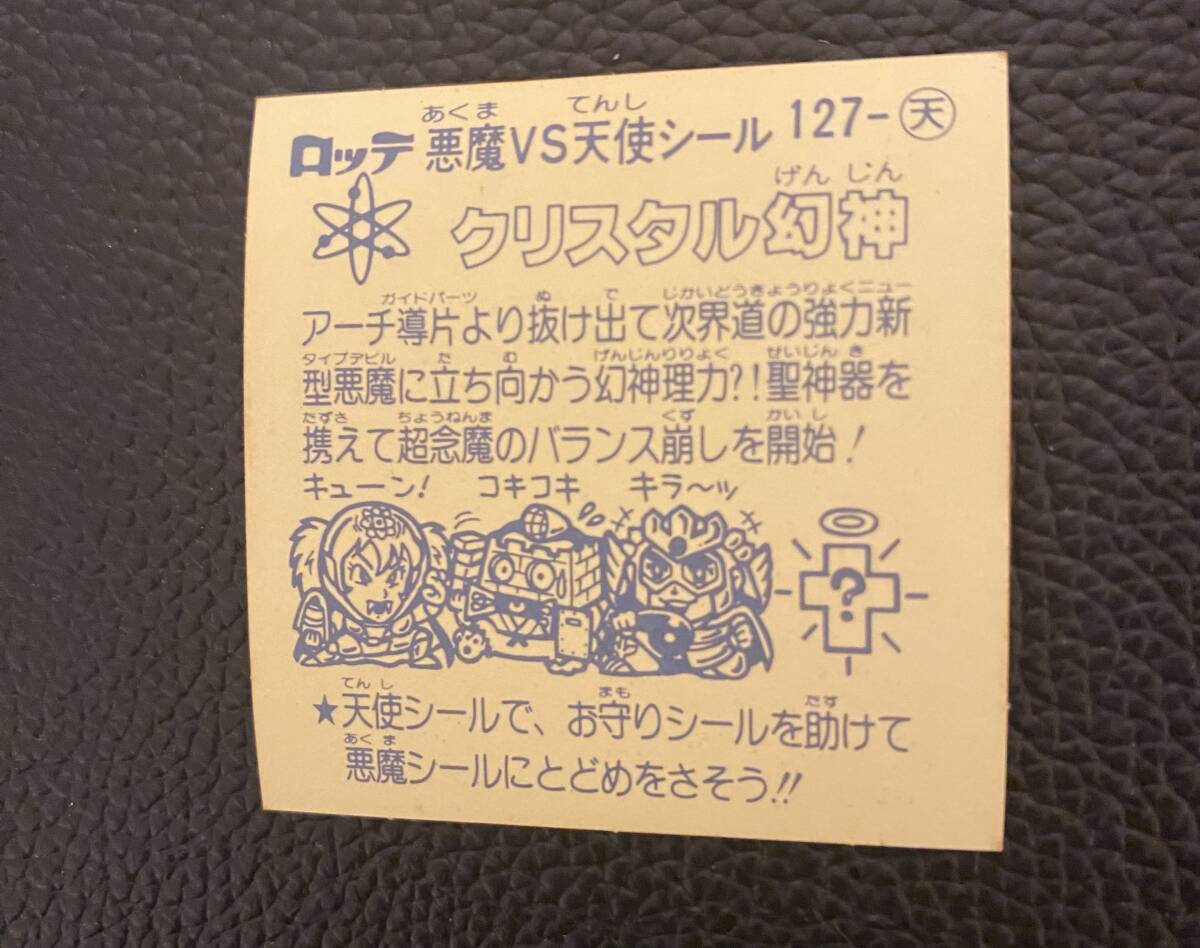 ロッテ 悪魔VS天使シール 127-天
あくま てんし
クリスタル幻神
げんじん
アーチ導片より抜け出て次界道の強力新
ガイドパーツ ぬ で じかいどうきょうりょくニュー
型悪魔に立ち向かう幻神理力?!聖神器を
タイプデビル た む げんじんりりょく せいじんき
携えて超念魔のバランス崩しを開始!
たずさ ちょうねんま くず かいし
キューン! コキコキ キラ〜ッ
?
★天使シールで、お守りシールを助けて
てんし まも たす
悪魔シールにとどめをさそう!!
あくま